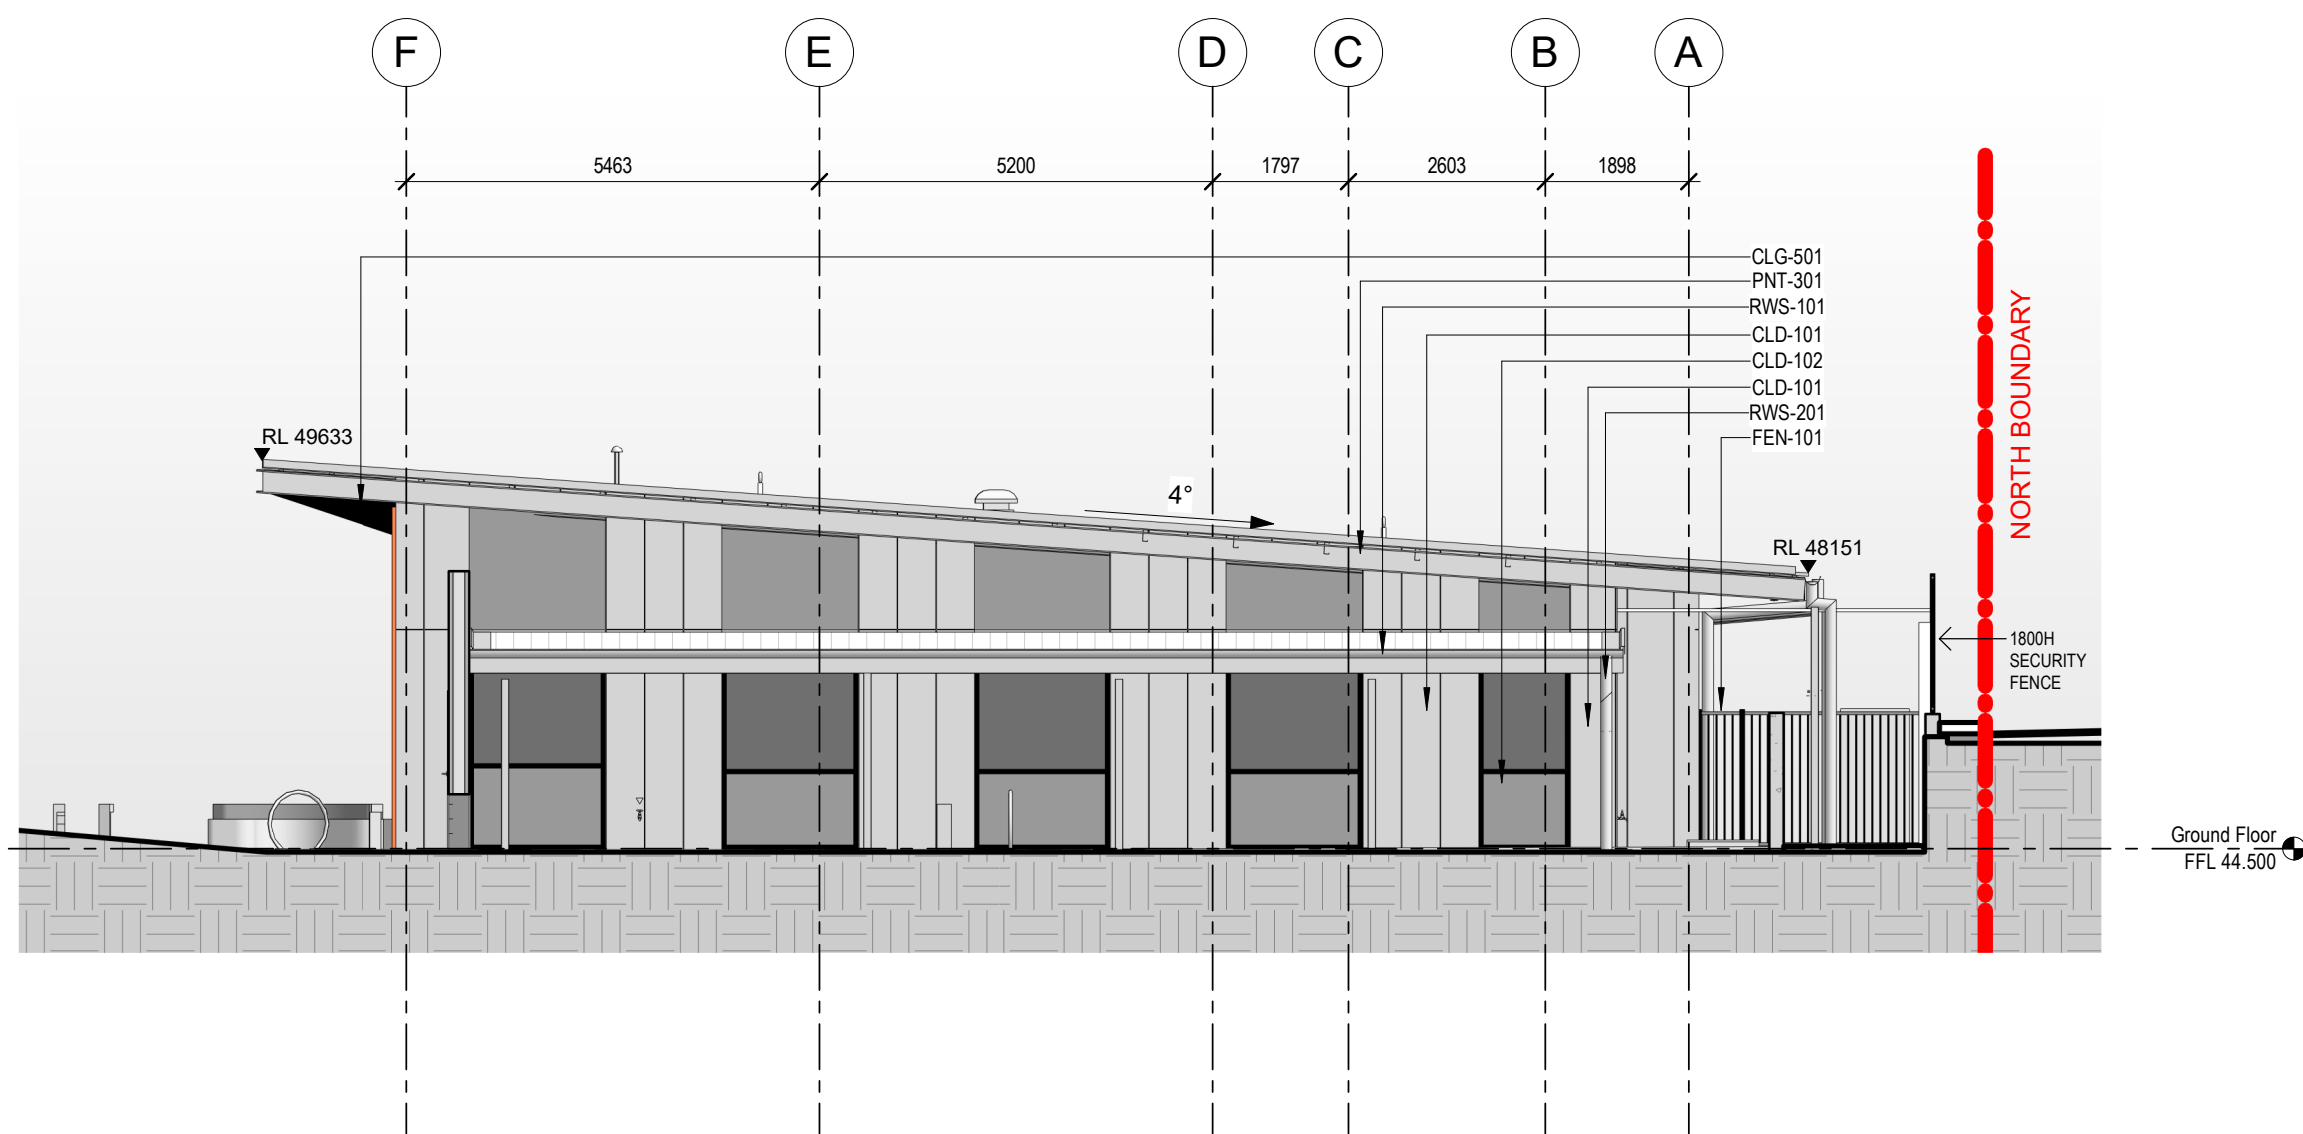 F
E
D
C
B
A
5463
5200
1797
2603
1898
CLG-501
PNT-301
RWS-101
CLD-101
CLD-102
CLD-101
RWS-201
FEN-101
NORTH BOUNDARY
RL 49633
4°
RL 48151
1800H
SECURITY
FENCE
Ground Floor
FFL 44.500